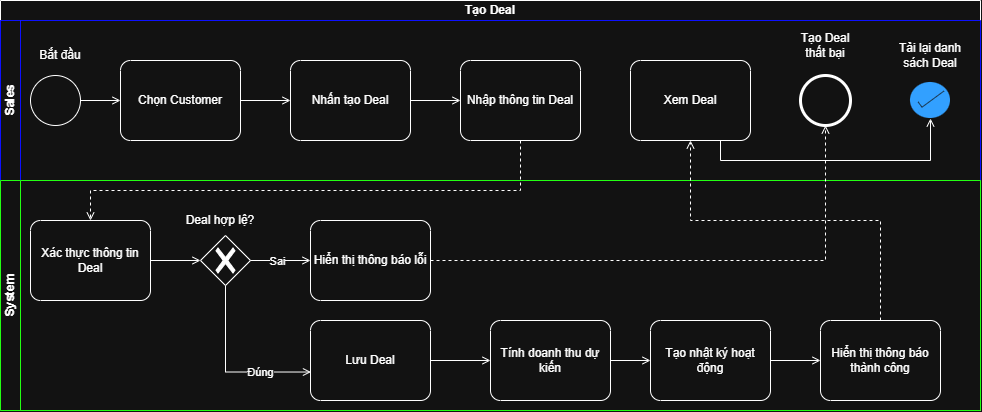 Tạo Deal
Sales
Bắt đầu
Chọn Customer
Nhấn tạo Deal
Nhập thông tin Deal
Xem Deal
Tạo Deal
thất bại
Tải lại danh
sách Deal
System
Xác thực thông tin
Deal
Deal hợp lệ?
Sai
Hiển thị thông báo lỗi
Đúng
Lưu Deal
Tính doanh thu dự
kiến
Tạo nhật ký hoạt
động
Hiển thị thông báo
thành công